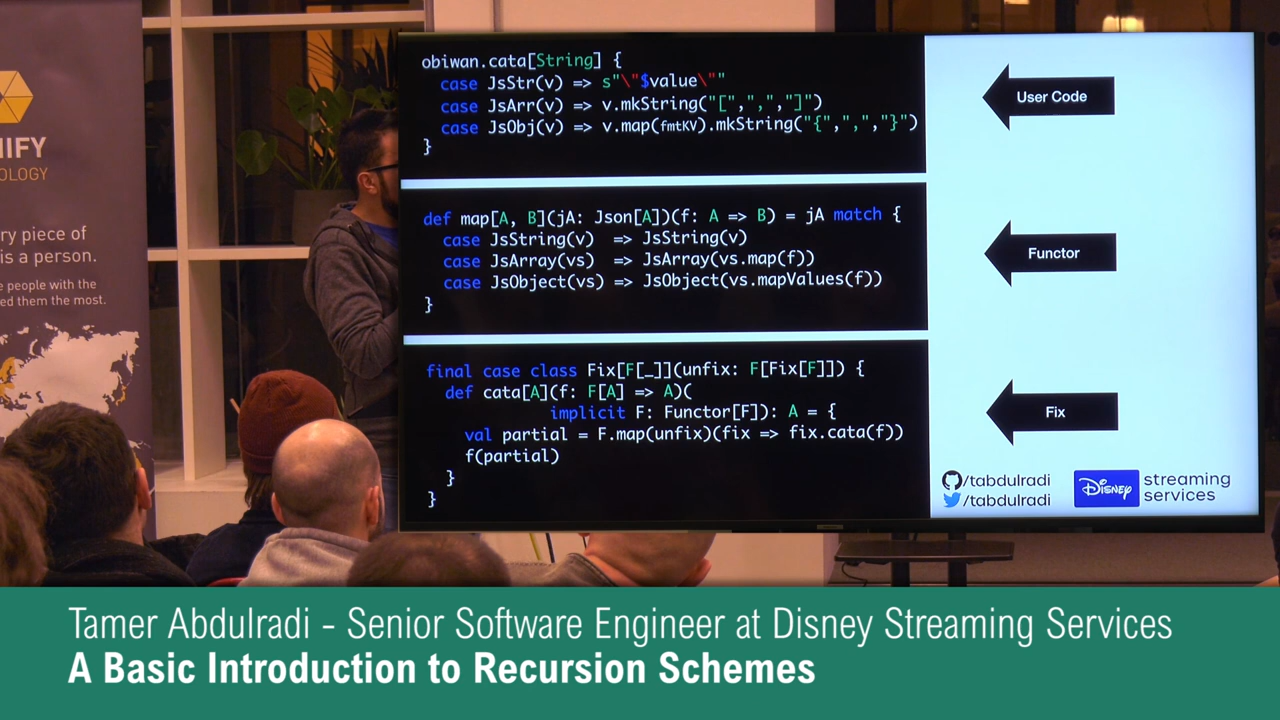 IIFY
OLOGY
ry piece of
is a person.
e people with the
ed them the most.
obiwan.cata[String] {
case JsStr(v) => s"\"$value\""
case JsArr(v) => v.mkString("[",",","]")
case JsObj(v) => v.map(fmtKV).mkString("{",",","}")
}
User Code
def map[A, B](jA: Json[A])(f: A => B) = jA match {
case JsString(v) => JsString(v)
case JsArray(vs) => JsArray(vs.map(f))
case JsObject(vs) => JsObject(vs.mapValues(f))
}
Functor
final case class Fix[F[_]](unfix: F[Fix[F]]) {
def cata[A](f: F[A] => A)(
implicit F: Functor[F]): A = {
val partial = F.map(unfix)(fix => fix.cata(f))
f(partial)
}
}
Fix
/tabdulradi
/tabdulradi
Disney streaming services
Tamer Abdulradi - Senior Software Engineer at Disney Streaming Services
A Basic Introduction to Recursion Schemes